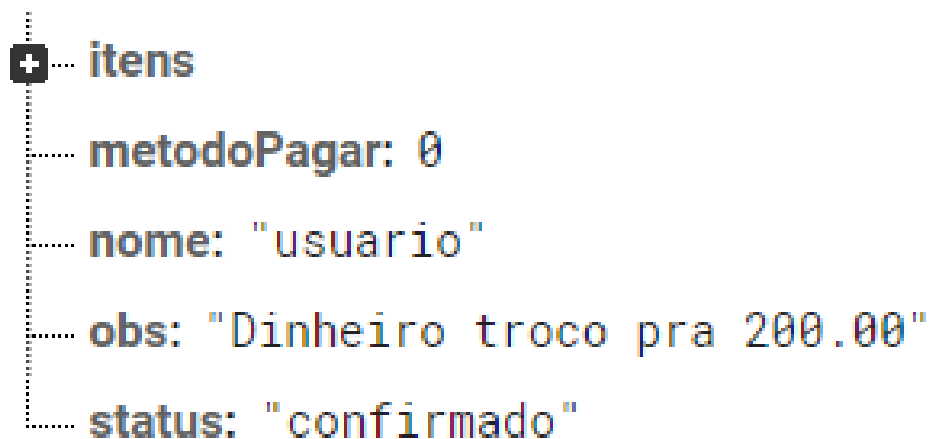 itens
metodoPagar: 0
nome: "usuario"
obs: "Dinheiro troco pra 200.00"
status: "confirmado"